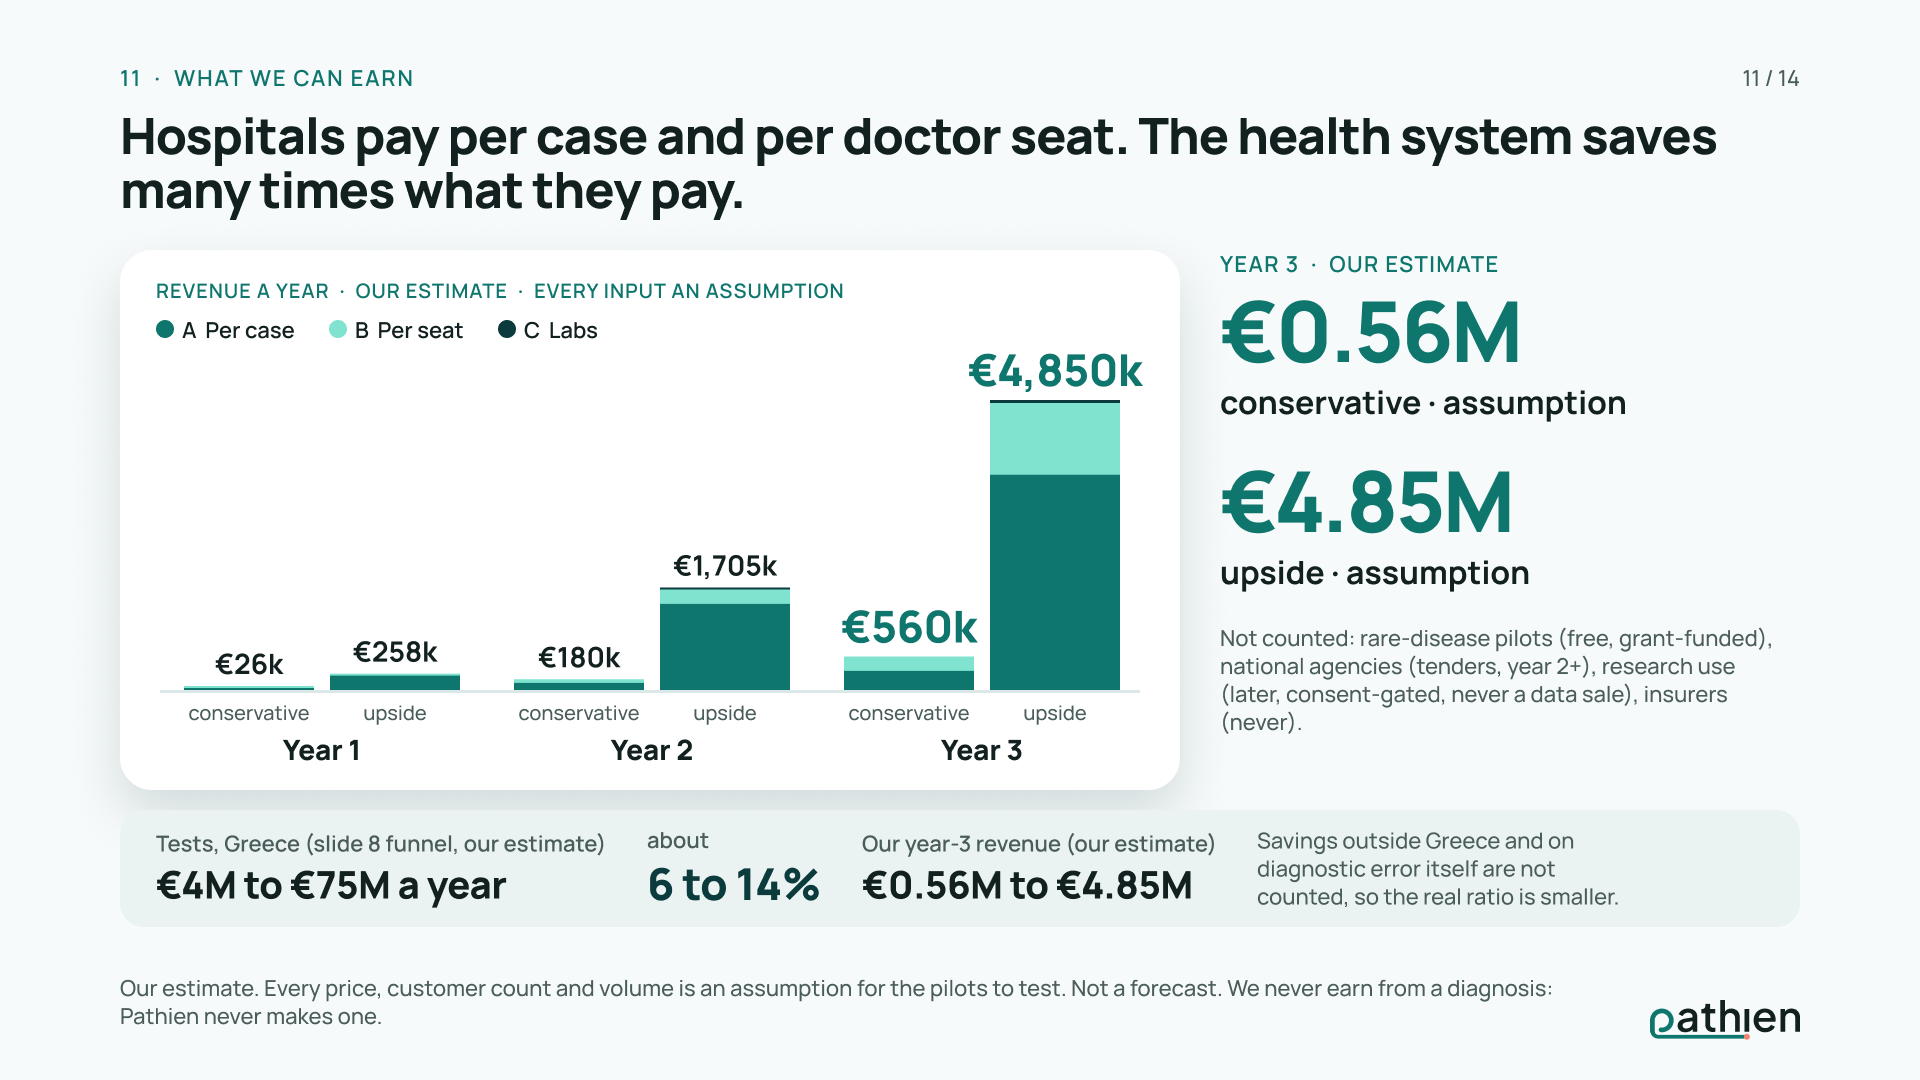 11 · WHAT WE CAN EARN
11 / 14
Hospitals pay per case and per doctor seat. The health system saves
many times what they pay.
REVENUE A YEAR · OUR ESTIMATE · EVERY INPUT AN ASSUMPTION
A Per case
B Per seat
C Labs
€26k
€258k
€180k
€1,705k
€560k
€4,850k
conservative
upside
conservative
upside
conservative
upside
Year 1
Year 2
Year 3
YEAR 3 · OUR ESTIMATE
€0.56M
conservative · assumption
€4.85M
upside · assumption
Not counted: rare-disease pilots (free, grant-funded),
national agencies (tenders, year 2+), research use
(later, consent-gated, never a data sale), insurers
(never).
Tests, Greece (slide 8 funnel, our estimate)
€4M to €75M a year
about
6 to 14%
Our year-3 revenue (our estimate)
€0.56M to €4.85M
Savings outside Greece and on
diagnostic error itself are not
counted, so the real ratio is smaller.
Our estimate. Every price, customer count and volume is an assumption for the pilots to test. Not a forecast. We never earn from a diagnosis:
Pathien never makes one.
pathien